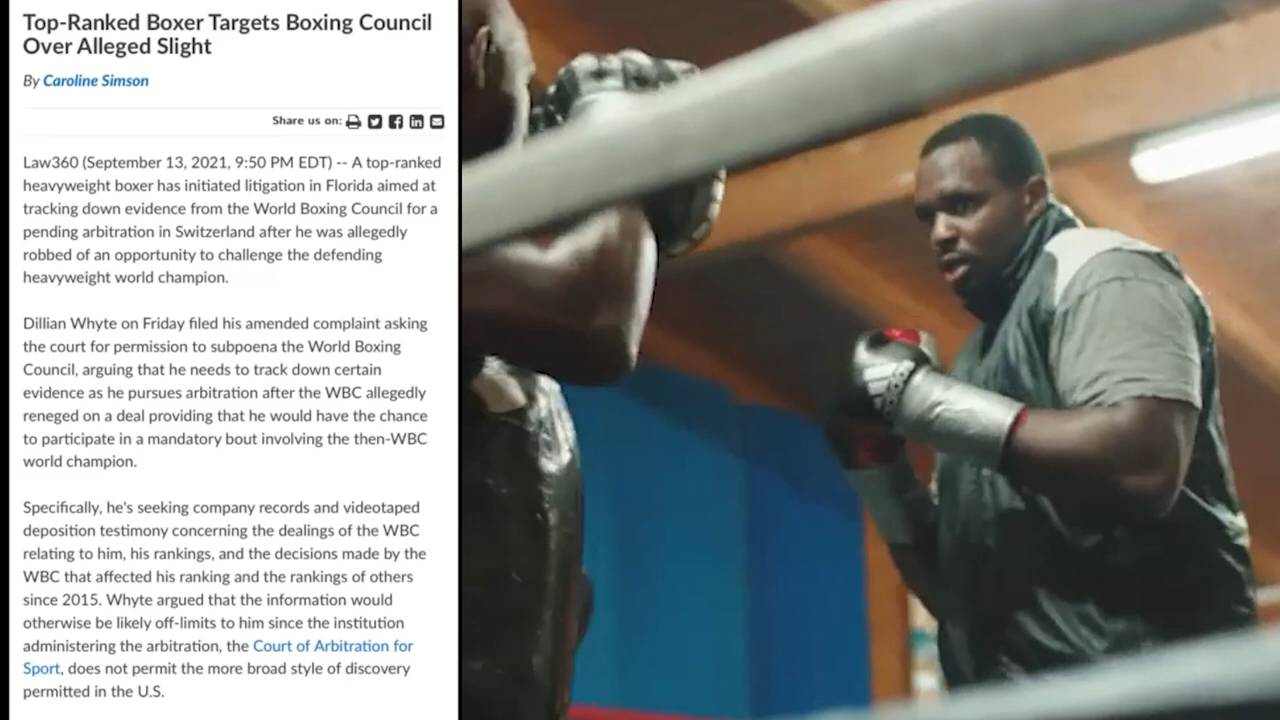 Top-Ranked Boxer Targets Boxing Council
Over Alleged Slight
By Caroline Simson
Share us on:
Law360 (September 13, 2021, 9:50 PM EDT) -- A top-ranked
heavyweight boxer has initiated litigation in Florida aimed at
tracking down evidence from the World Boxing Council for a
pending arbitration in Switzerland after he was allegedly
robbed of an opportunity to challenge the defending
heavyweight world champion.
Dillian Whyte on Friday filed his amended complaint asking
the court for permission to subpoena the World Boxing
Council, arguing that he needs to track down certain
evidence as he pursues arbitration after the WBC allegedly
reneged on a deal providing that he would have the chance
to participate in a mandatory bout involving the then-WBC
world champion.
Specifically, he's seeking company records and videotaped
deposition testimony concerning the dealings of the WBC
relating to him, his rankings, and the decisions made by the
WBC that affected his ranking and the rankings of others
since 2015. Whyte argued that the information would
otherwise be likely off-limits to him since the institution
administering the arbitration, the Court of Arbitration for
Sport, does not permit the more broad style of discovery
permitted in the U.S.